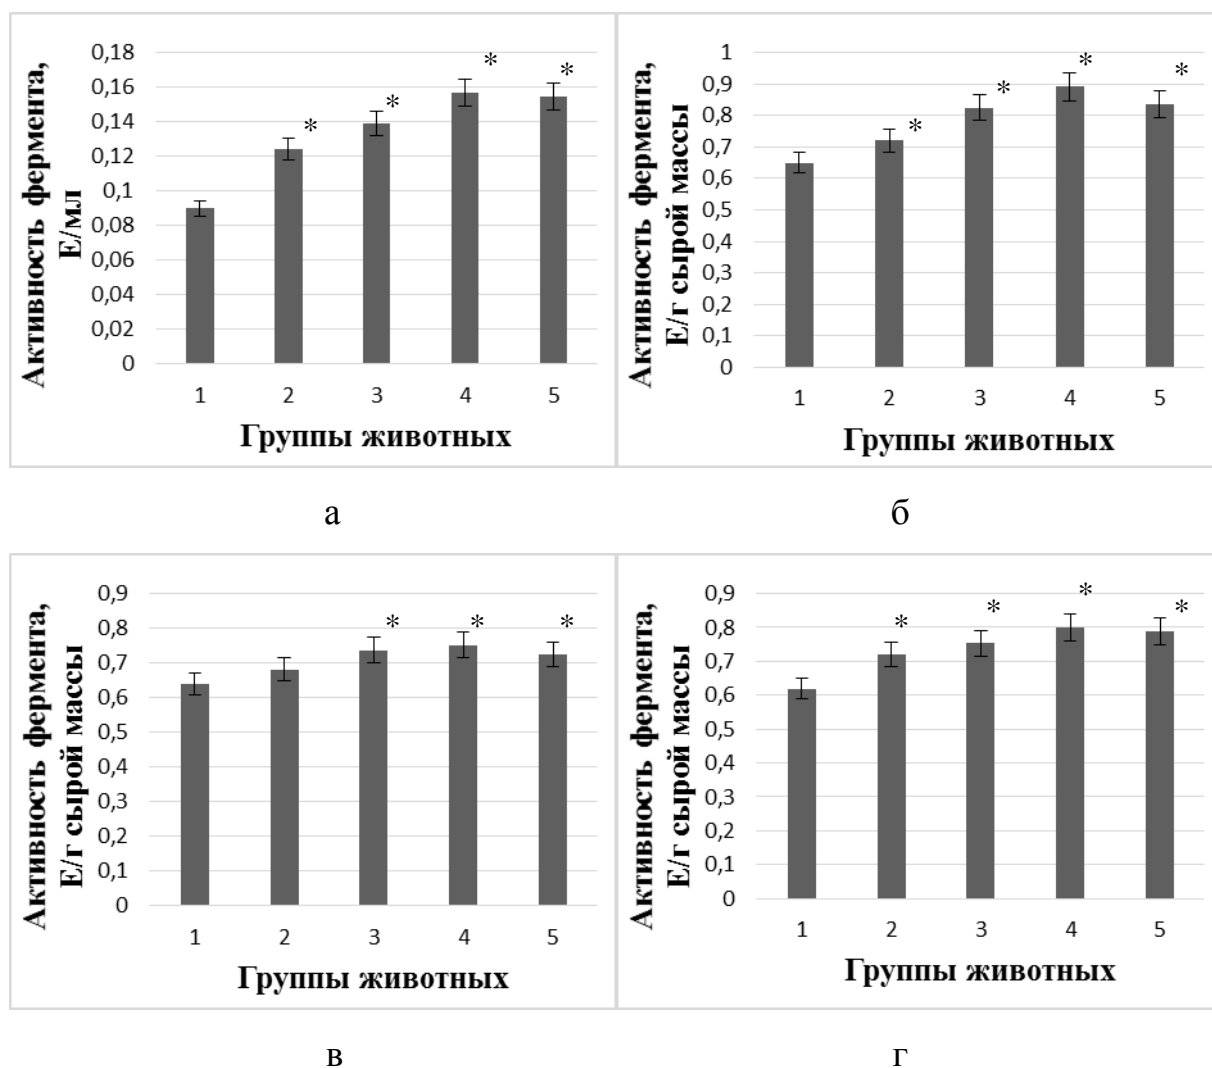 Активность фермента,
Е/мл
0,18
0,16
0,14
0,12
0,1
0,08
0,06
0,04
0,02
0
* * * *
1 2 3 4 5
Группы животных
а
Активность фермента,
Е/г сырой массы
1
0,9
0,8
0,7
0,6
0,5
0,4
0,3
0,2
0,1
0
* * * *
1 2 3 4 5
Группы животных
б
Активность фермента,
Е/г сырой массы
0,9
0,8
0,7
0,6
0,5
0,4
0,3
0,2
0,1
0
* * *
1 2 3 4 5
Группы животных
в
Активность фермента,
Е/г сырой массы
0,9
0,8
0,7
0,6
0,5
0,4
0,3
0,2
0,1
0
* * * *
1 2 3 4 5
Группы животных
г